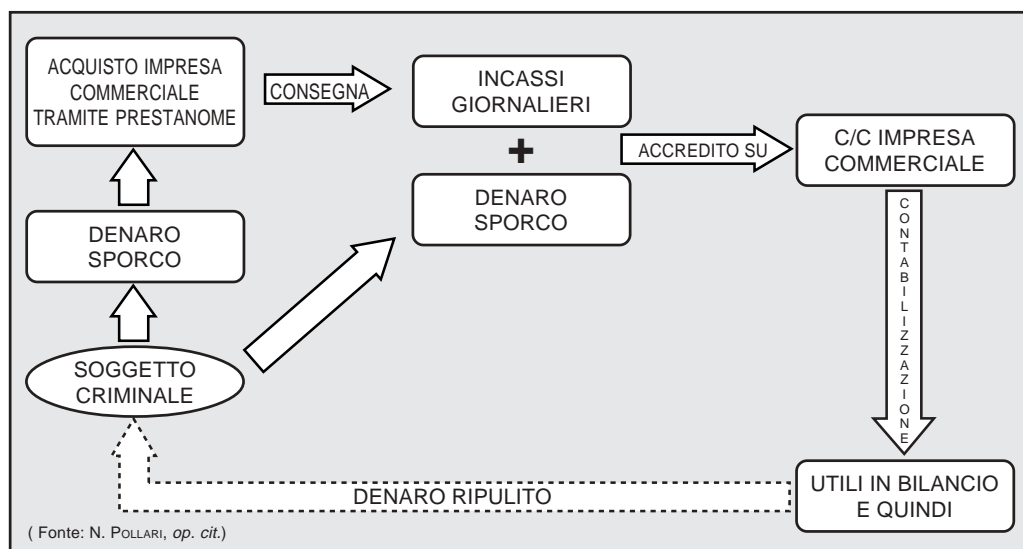 ACQUISTO IMPRESA
COMMERCIALE
TRAMITE PRESTANOME
CONSEGNA
INCASSI
GIORNALIERI
+
DENARO
SPORCO
ACCREDITO SU
C/C IMPRESA
COMMERCIALE
DENARO
SPORCO
SOGGETTO
CRIMINALE
CONTABILIZZAZIONE
UTILI IN BILANCIO
E QUINDI
DENARO RIPULITO
( Fonte: N. POLLARI, op. cit.)